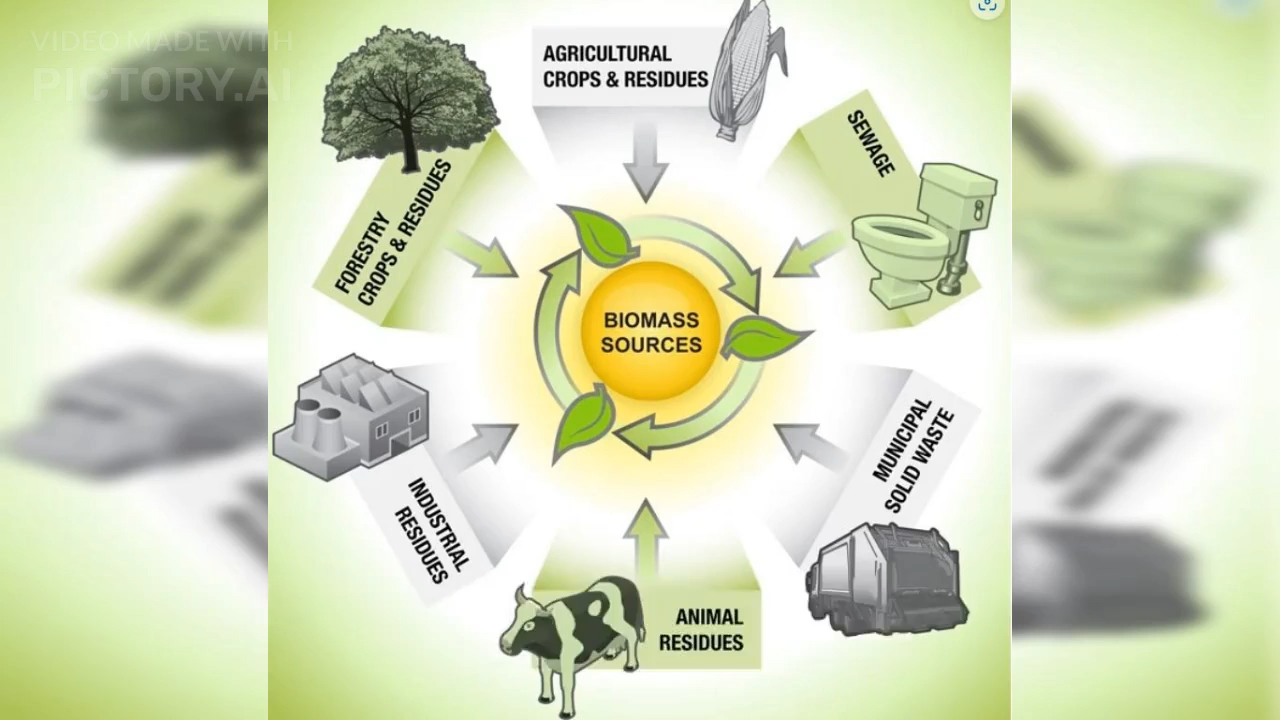 VIDEO MADE WITH
PICTORY.AI
AGRICULTURAL
CROPS & RESIDUES
SEWAGE
FORESTRY
CROPS & RESIDUES
BIOMASS
SOURCES
MUNICIPAL
SOLID WASTE
INDUSTRIAL
RESIDUES
ANIMAL
RESIDUES